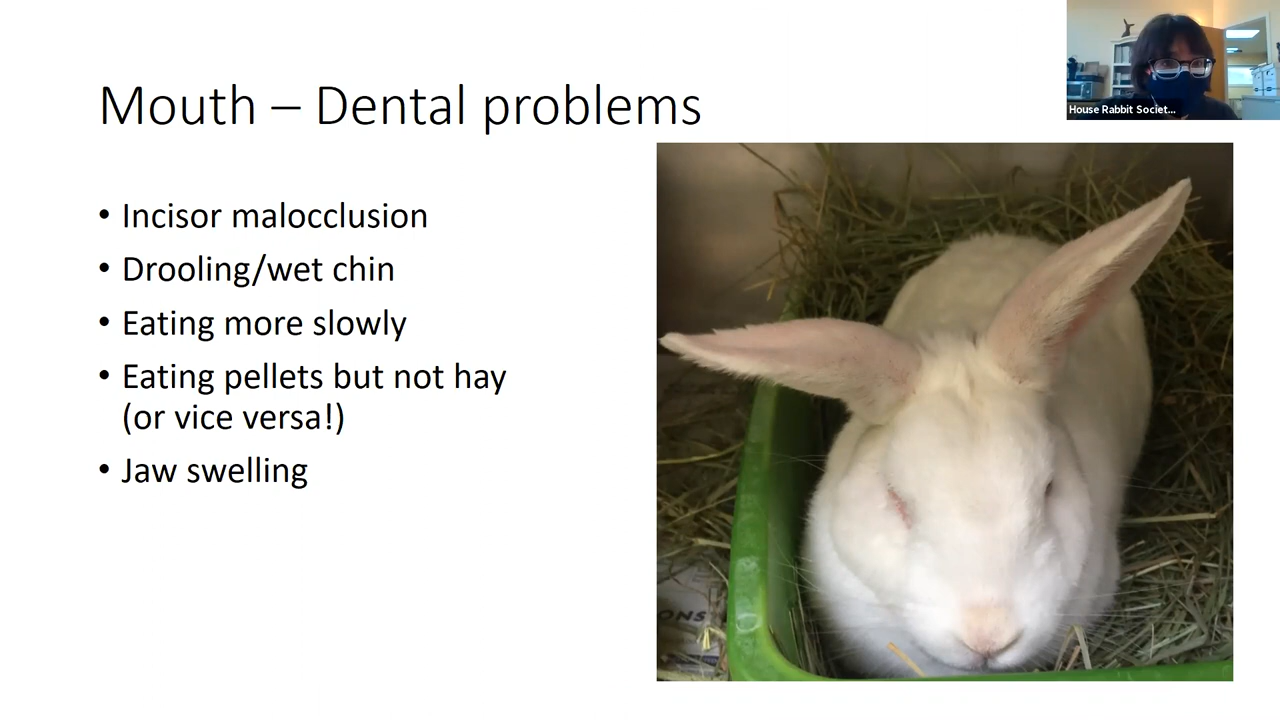 House Rabbit Societ...
Mouth – Dental problems
• Incisor malocclusion
• Drooling/wet chin
• Eating more slowly
• Eating pellets but not hay
(or vice versa!)
• Jaw swelling
ONS